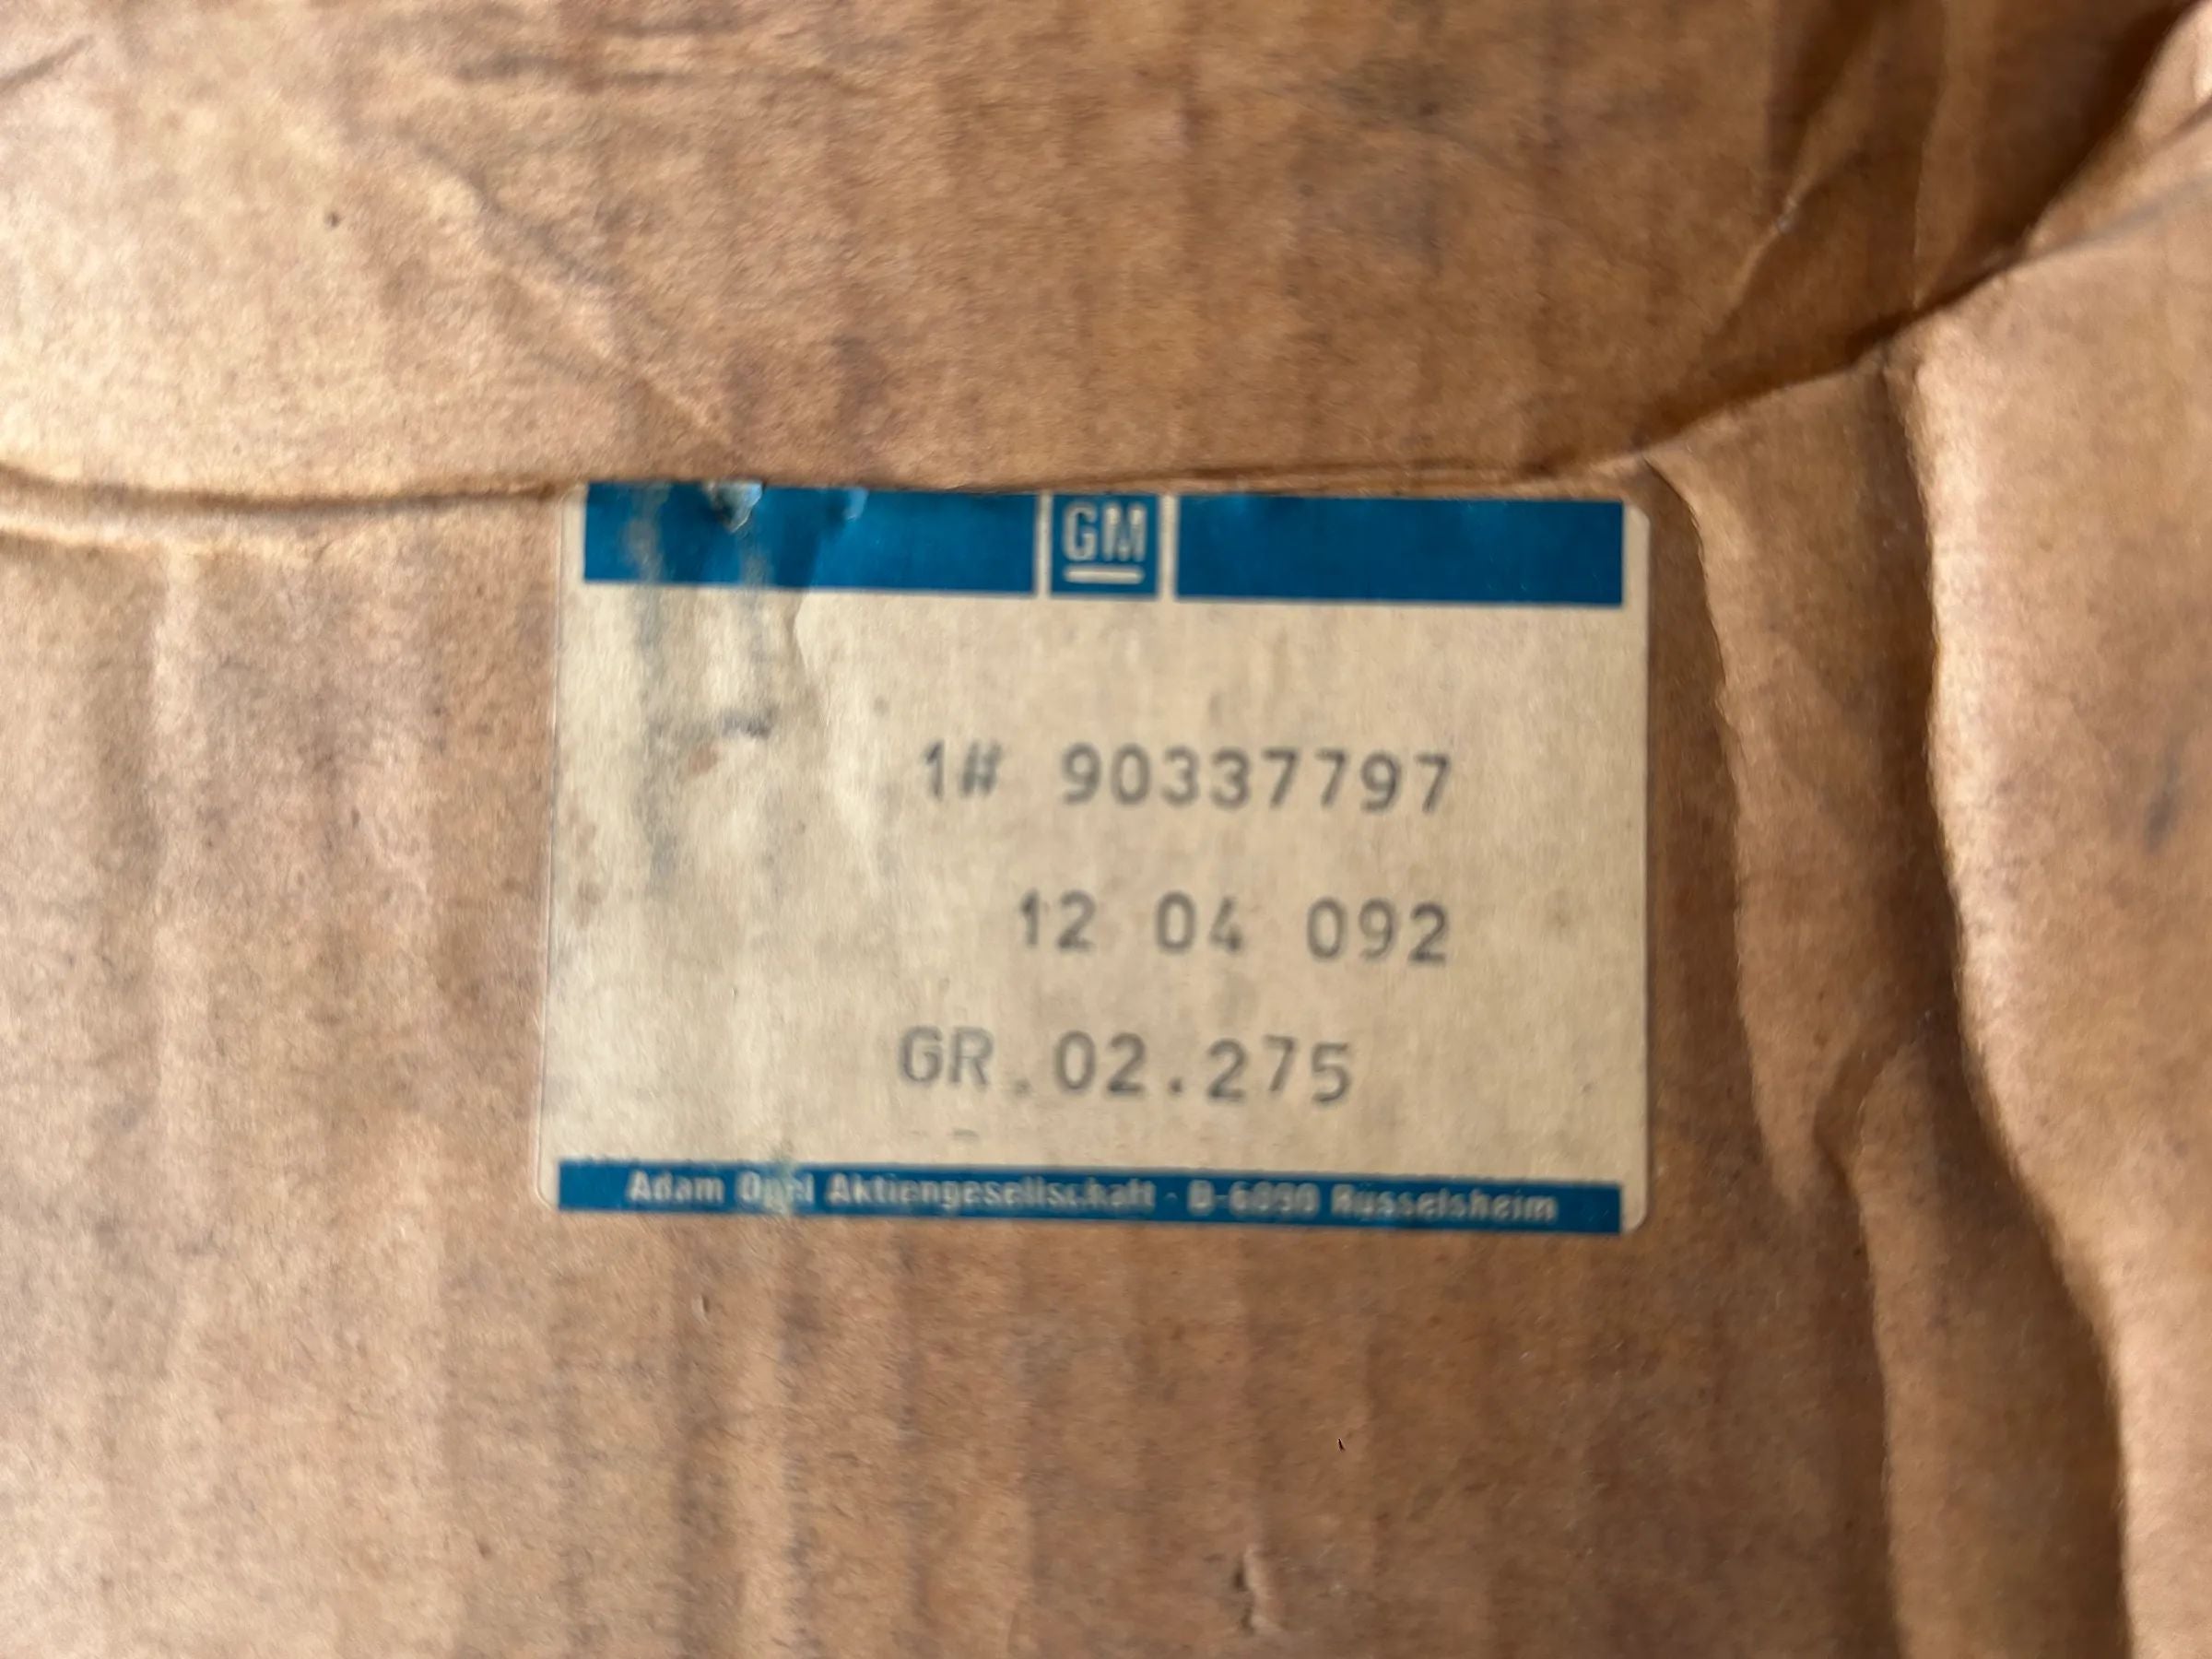 GM
1# 90337797
12 04 092
GR.02.275
Adam Opel Aktiengesellschaft · D-6090 Rüsselsheim